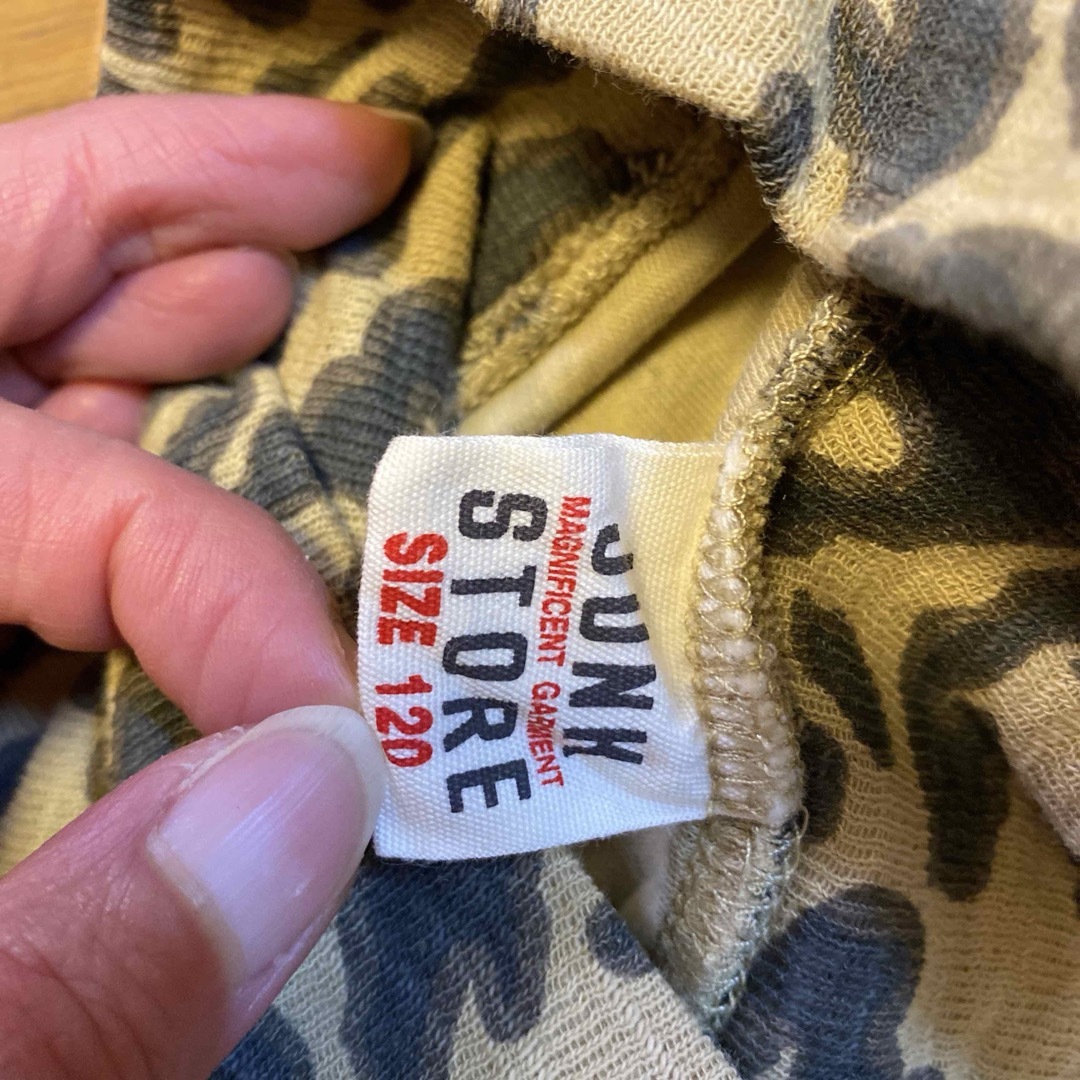 JUNK
MAGNIFICENT GARMENT
STORE
SIZE 120